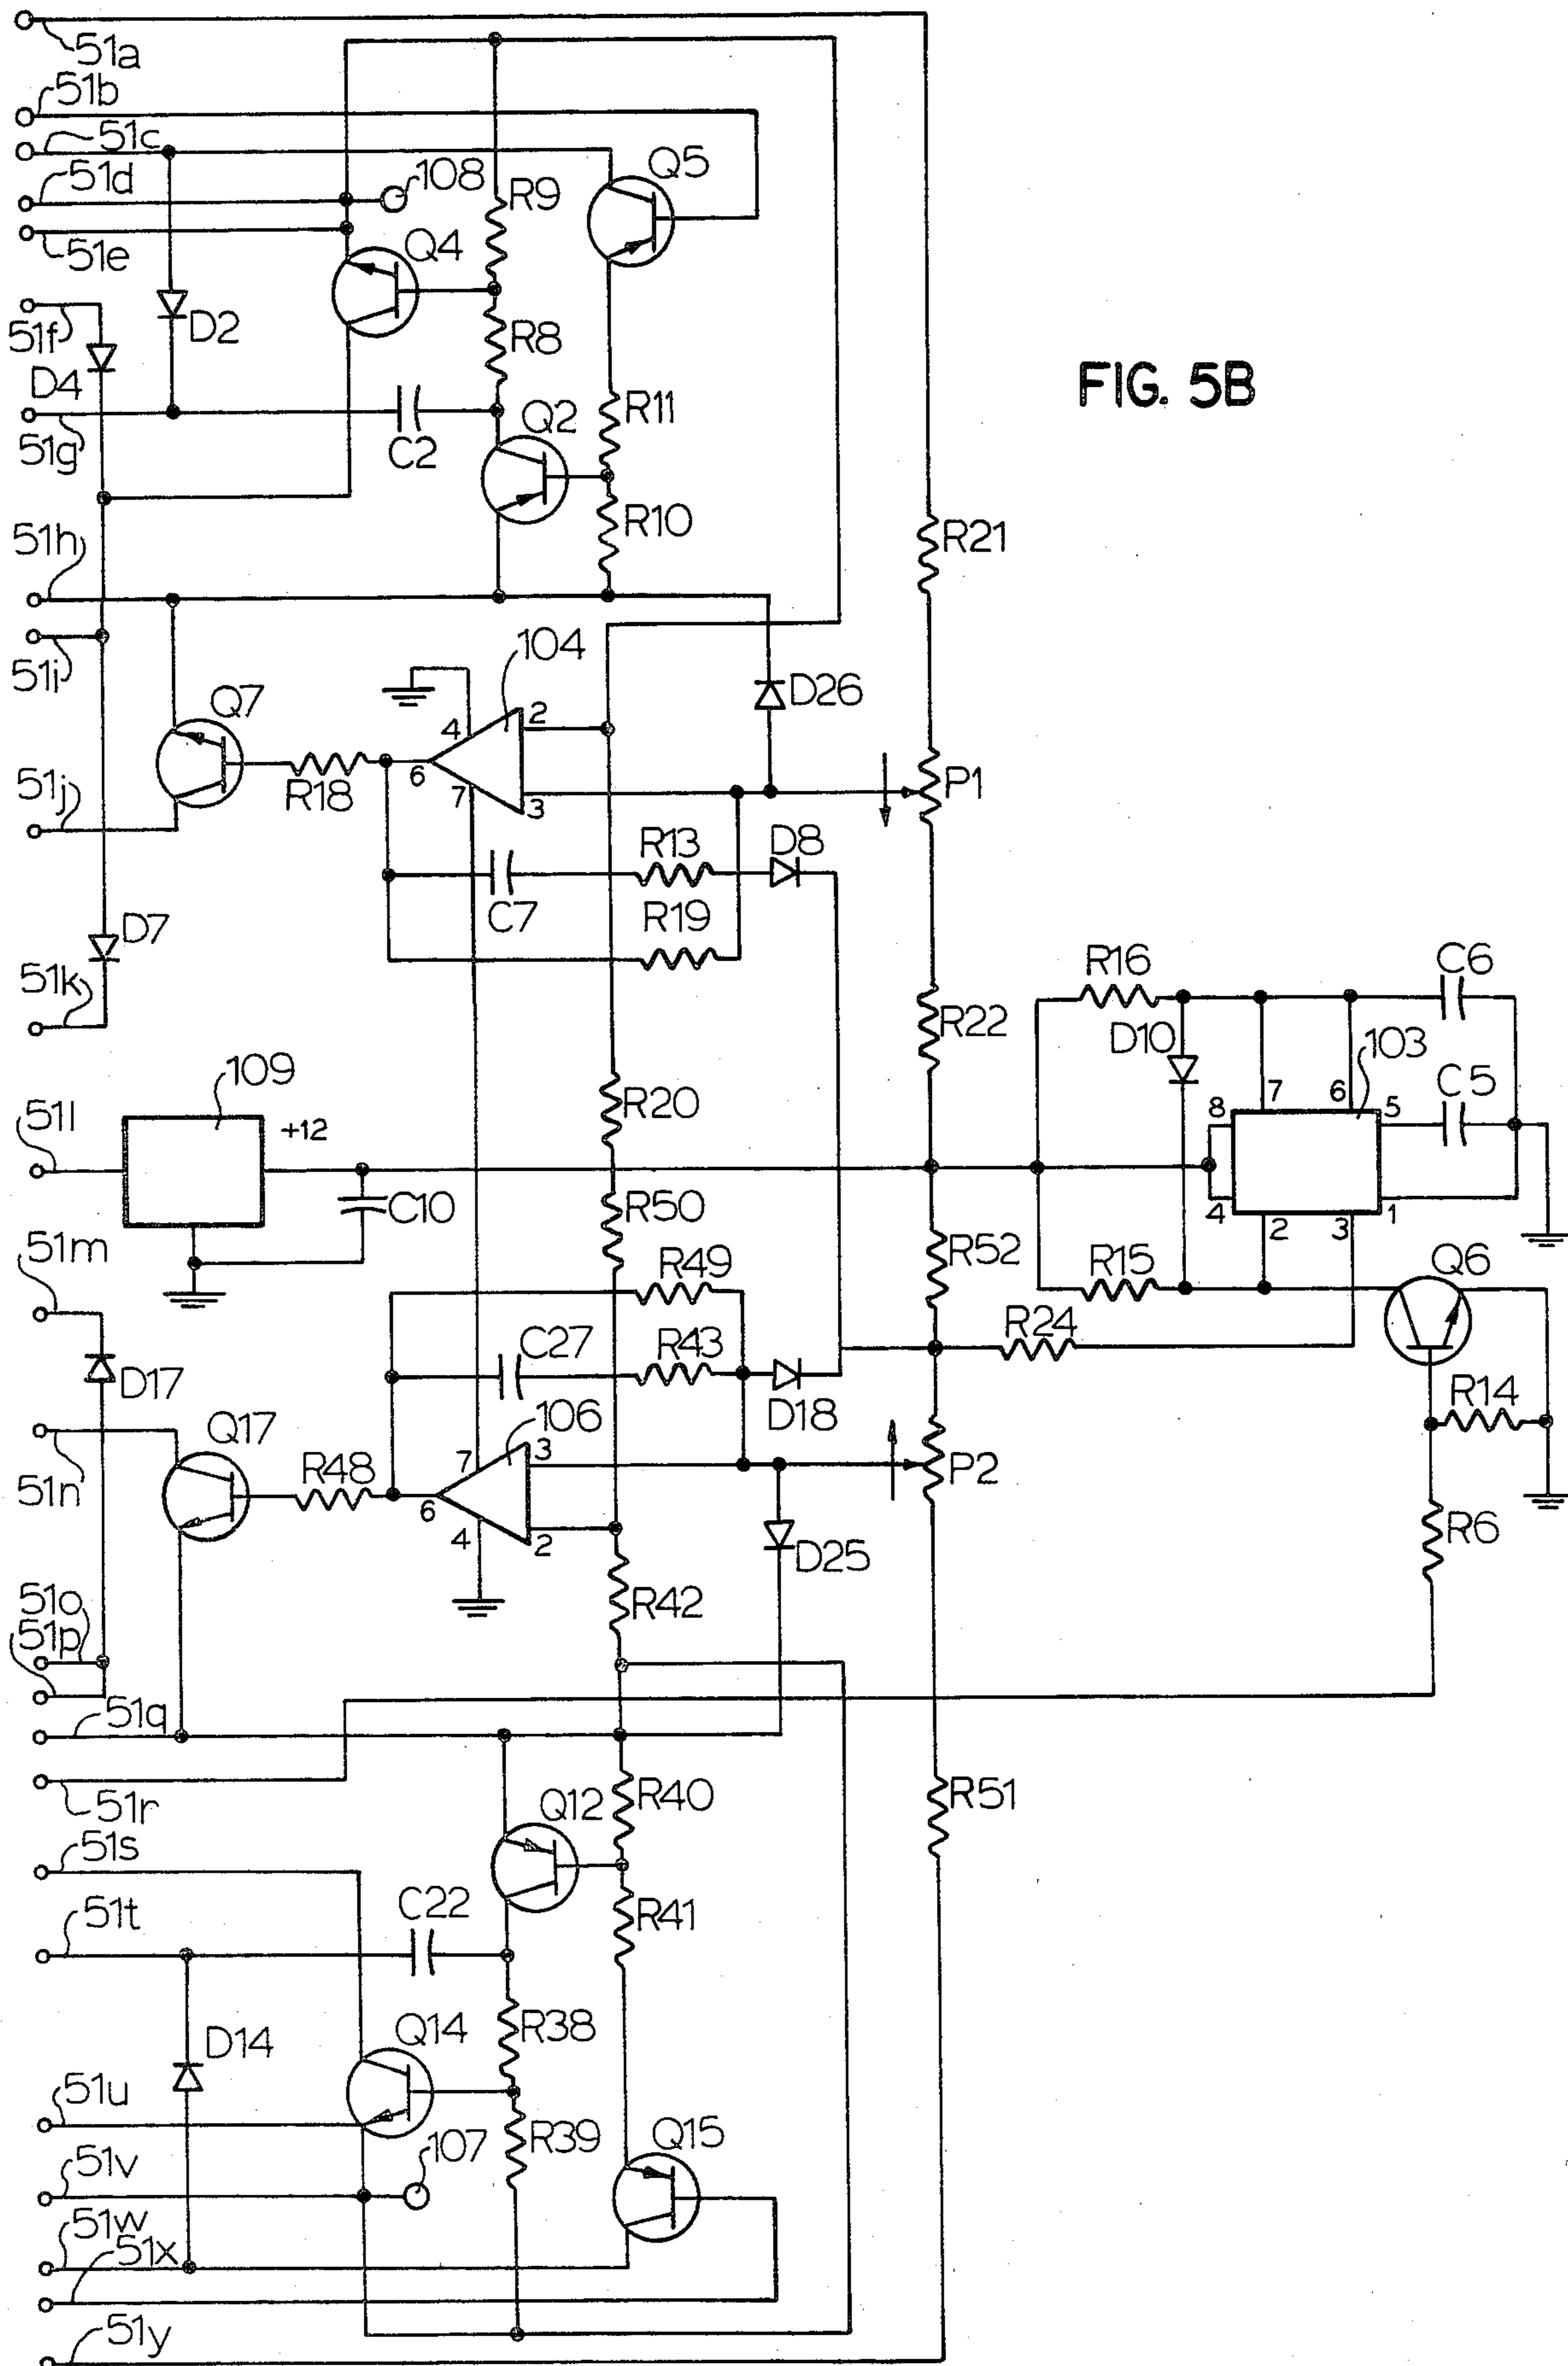 51a
51b
51c
51d
108
Q5
R9
51e
Q4
51f
D2
R8
FIG. 5B
D4
R11
51g
C2
Q2
R10
R21
51h
51i
104
Q7
4
2
D26
51j
R18
6
7
3
P1
R13
D8
C7
R19
D7
51k
R22
R16
C6
D10
103
109
+12
R20
7
6
C5
51l
8
5
C10
R50
4
2
3
1
51m
R49
R52
R15
Q6
C27
R43
R24
D17
D18
R14
Q17
106
51n
R48
7
3
P2
6
4
2
D25
R6
51o
51p
R42
51q
51r
Q12
R40
R51
51s
C22
R41
51t
D14
Q14
R38
51u
107
R39
Q15
51v
51w
51x
51y